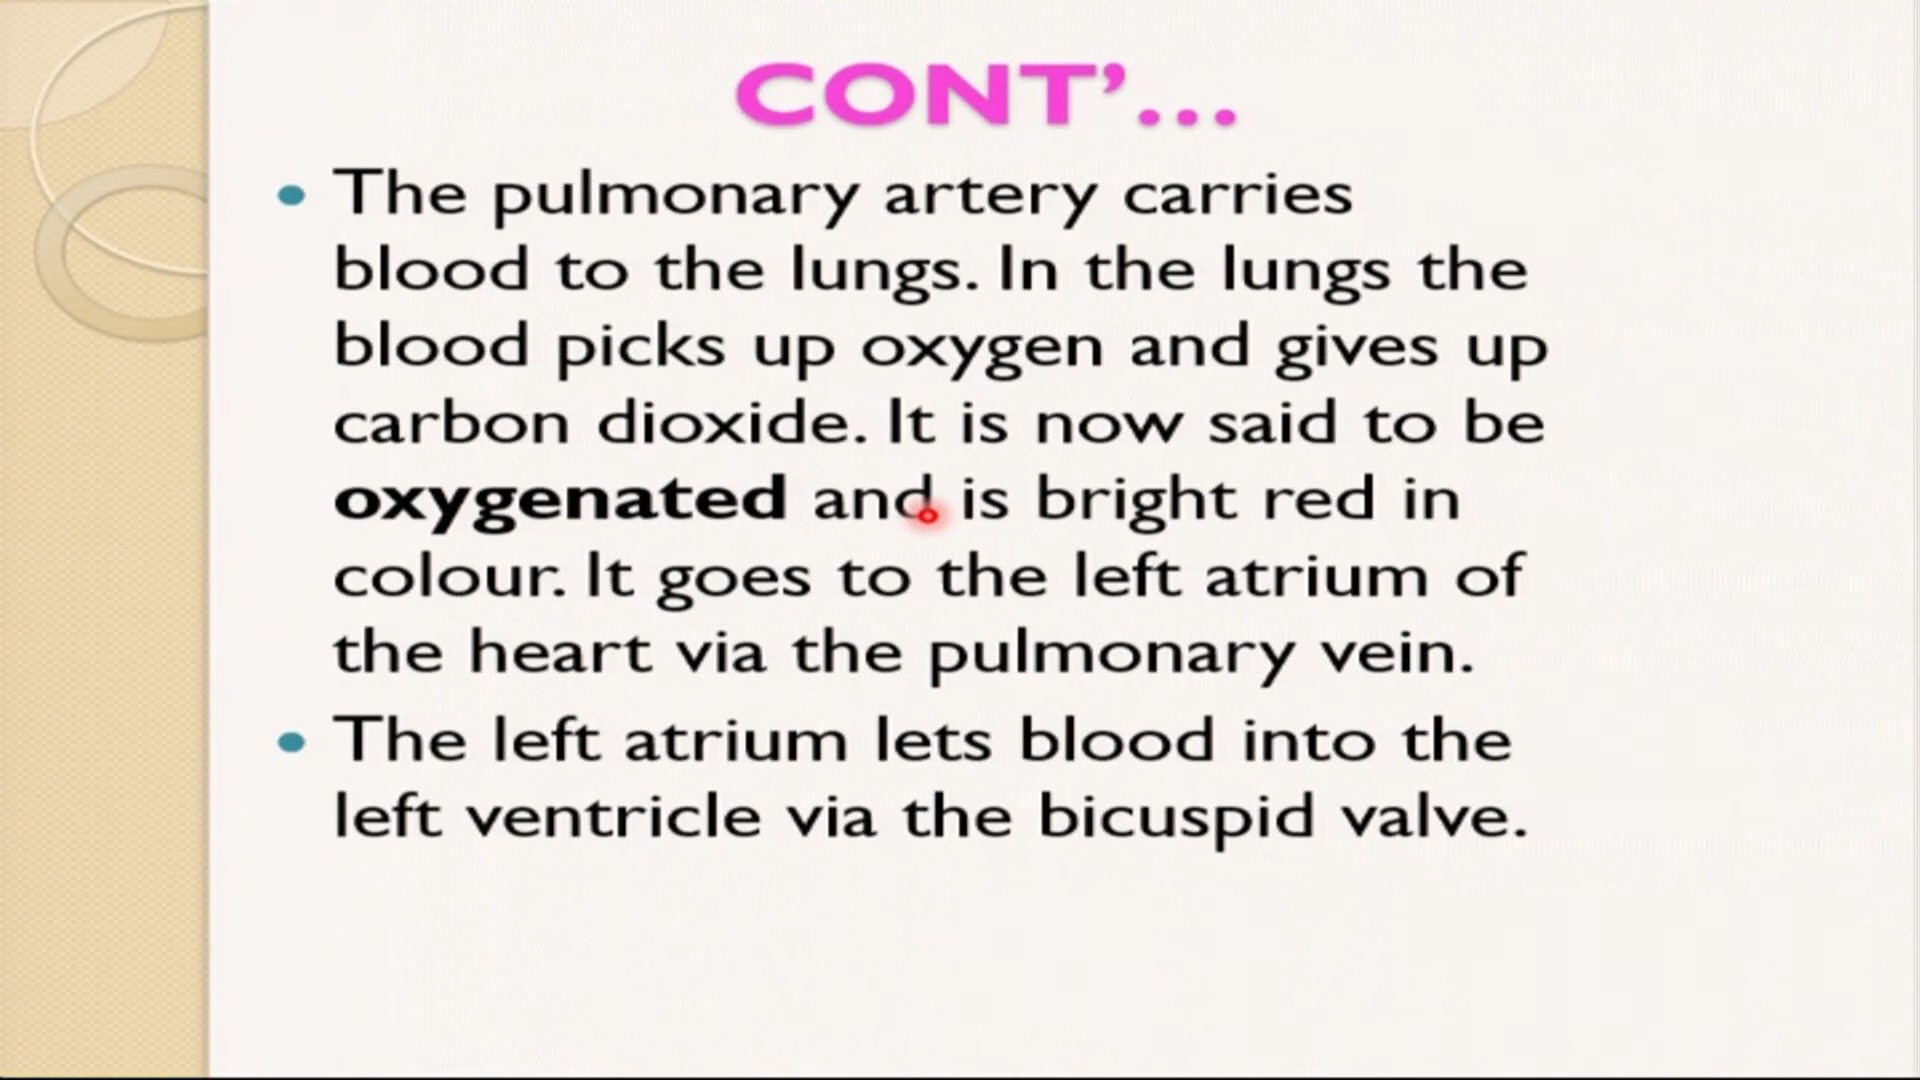 CONT’...
• The pulmonary artery carries
blood to the lungs. In the lungs the
blood picks up oxygen and gives up
carbon dioxide. It is now said to be
oxygenated and is bright red in
colour. It goes to the left atrium of
the heart via the pulmonary vein.
• The left atrium lets blood into the
left ventricle via the bicuspid valve.